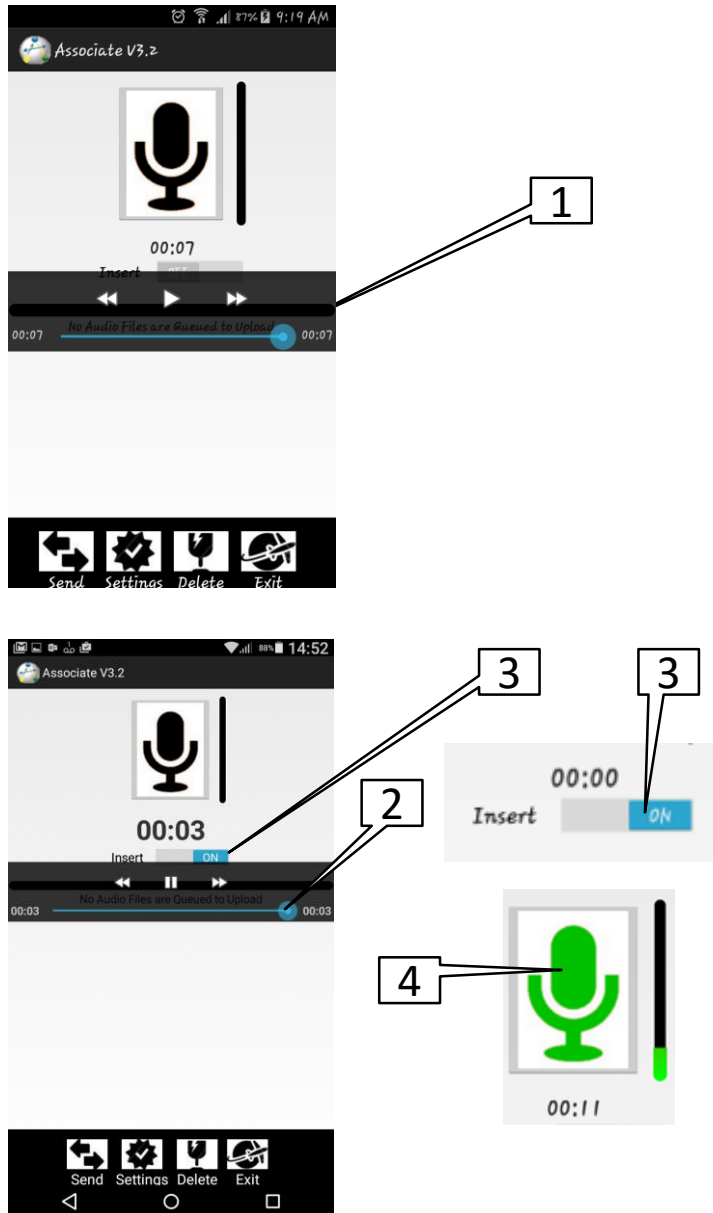 87% 9:19 AM
Associate V3.2
1
00:07
Insert OFF
No Audio Files are Queued to Upload
00:07 00:07
Send Settings Delete Exit
88% 14:52
Associate V3.2
3
3
00:03
Insert ON
2
No Audio Files are Queued to Upload
00:03 00:03
00:00
Insert ON
4
00:11
Send Settings Delete Exit